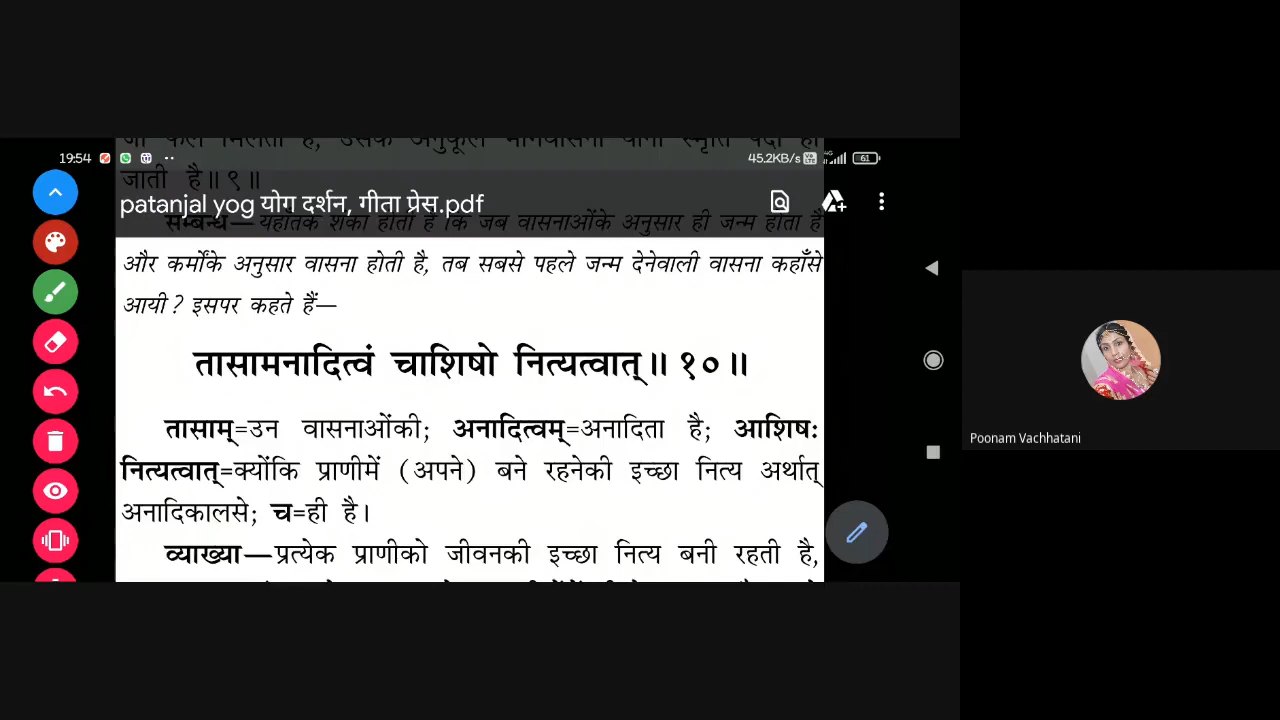 जाती है॥ ९॥
19:54
45.2KB/s
61
patanjal yog योग दर्शन, गीता प्रेस.pdf
सम्बन्ध—यहाँतक शंका होती है कि जब वासनाओंके अनुसार ही जन्म होता है
और कर्मोंके अनुसार वासना होती है, तब सबसे पहले जन्म देनेवाली वासना कहाँसे
आयी? इसपर कहते हैं—
तासामनादित्वं चाशिषो नित्यत्वात्॥ १०॥
तासाम्=उन वासनाओंकी; अनादित्वम्=अनादिता है; आशिषः
नित्यत्वात्=क्योंकि प्राणीमें (अपने) बने रहनेकी इच्छा नित्य अर्थात्
अनादिकालसे; च=ही है।
व्याख्या—प्रत्येक प्राणीको जीवनकी इच्छा नित्य बनी रहती है,
Poonam Vachhatani